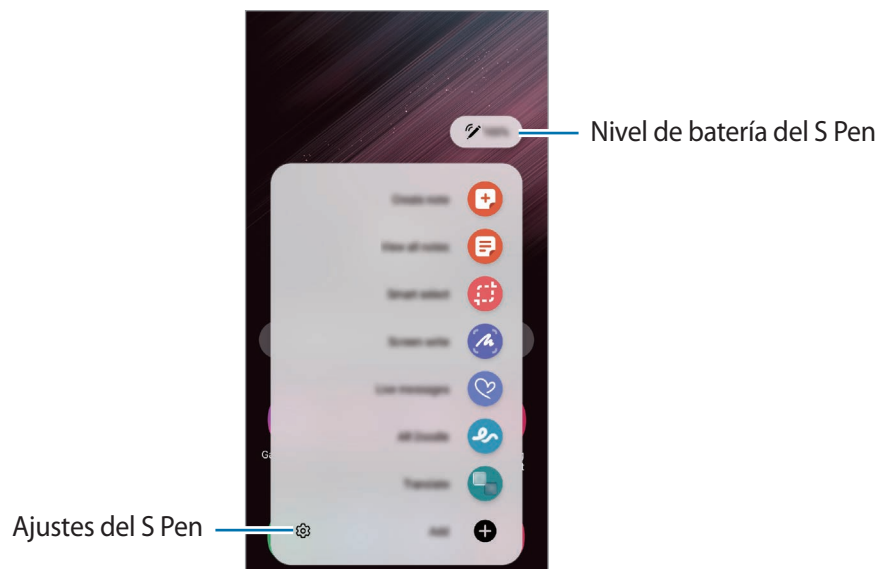 Nivel de batería del S Pen
Create note
View all notes
Smart select
Screen write
Live messages
AR Doodle
Translate
Ajustes del S Pen
Add